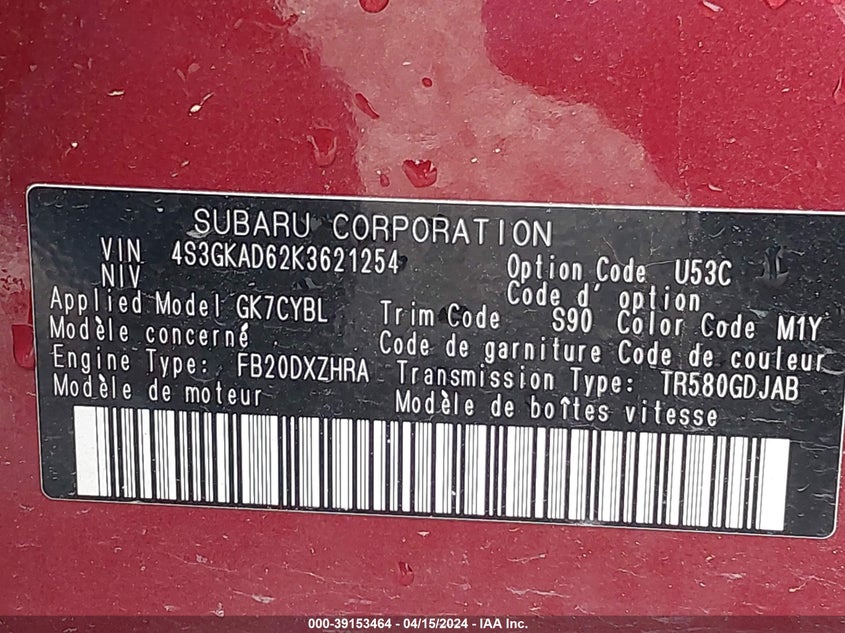 SUBARU CORPORATION
VIN 4S3GKAD62K3621254
NIV
Option Code U53C
Code d' option
Applied Model GK7CYBL
Modèle concerné
Trim Code S90 Color Code M1Y
Code de garniture Code de couleur
Engine Type: FB20DXZHRA
Modèle de moteur
Transmission Type: TR580GDJAB
Modèle de boîtes vitesse
000-39153464 - 04/15/2024 - IAA Inc.